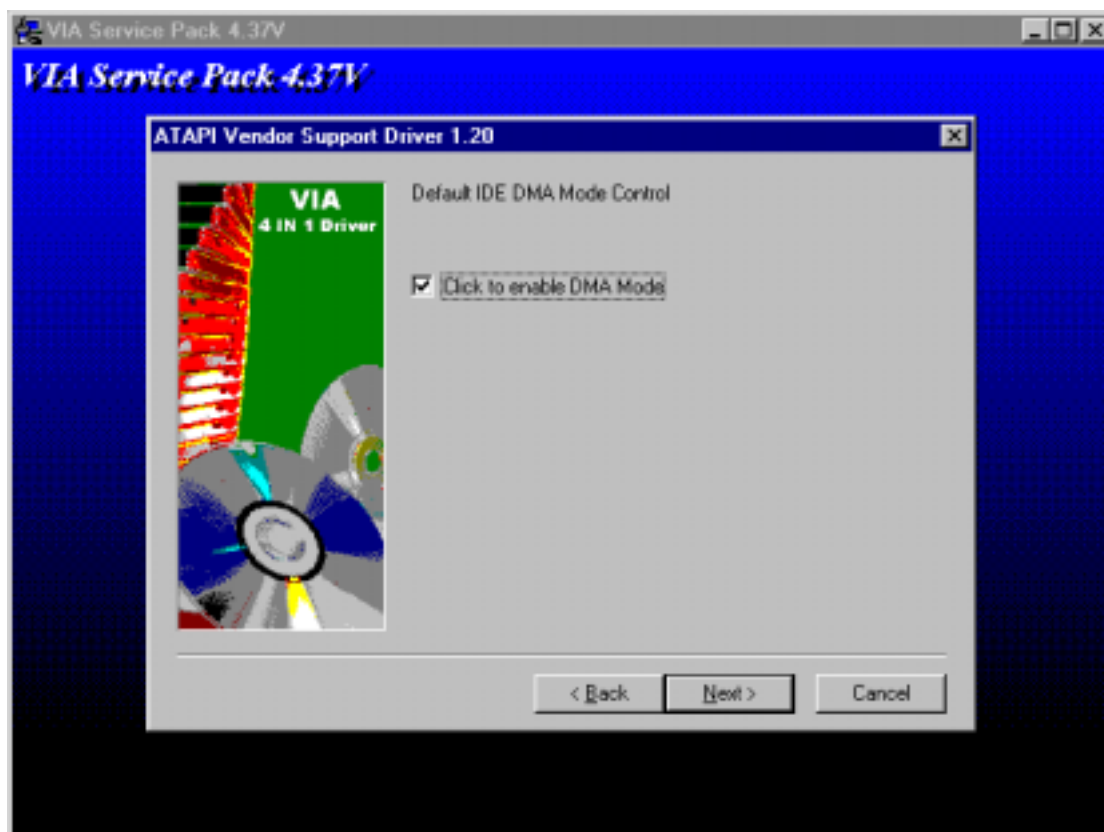 VIA Service Pack 4.37V
VIA Service Pack 4.37V
ATAPI Vendor Support Driver 1.20
VIA
4 IN 1 Driver
Default IDE DMA Mode Control
Click to enable DMA Mode
< Back
Next >
Cancel